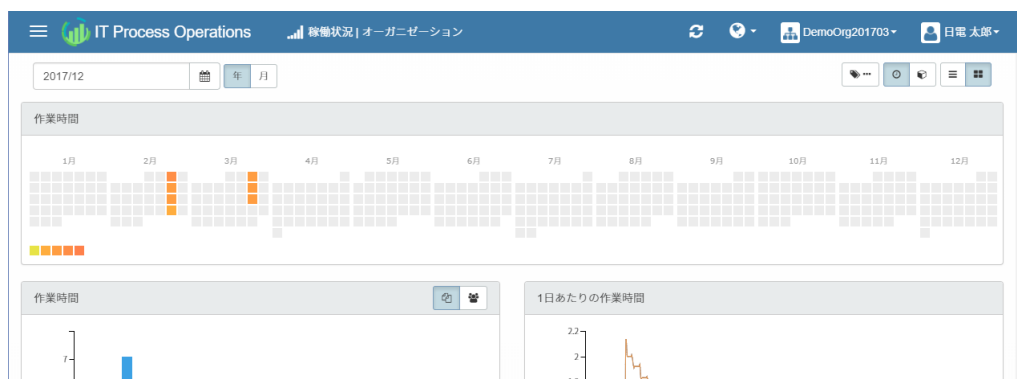 IT Process Operations 稼働状況 | オーガニゼーション DemoOrg201703 日電 太郎
2017/12 年 月
作業時間
1月 2月 3月 4月 5月 6月 7月 8月 9月 10月 11月 12月
作業時間 1日あたりの作業時間
2.2
7 2